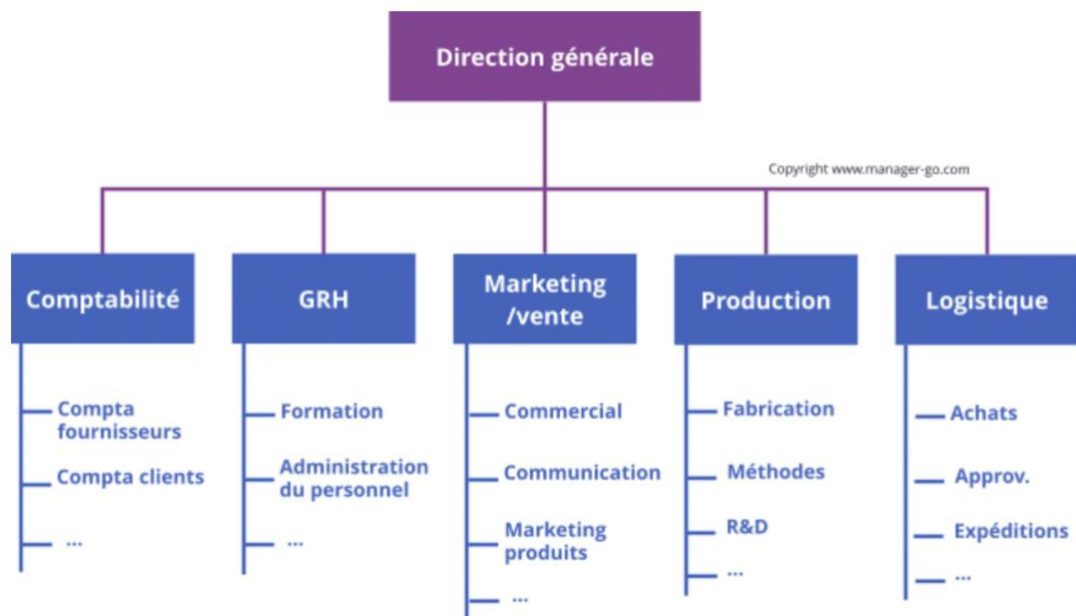 Direction générale
Copyright www.manager-go.com
Comptabilité
GRH
Marketing
/vente
Production
Logistique
Compta
fournisseurs
Compta clients
...
Formation
Administration
du personnel
...
Commercial
Communication
Marketing
produits
...
Fabrication
Méthodes
R&D
...
Achats
Approv.
Expéditions
...